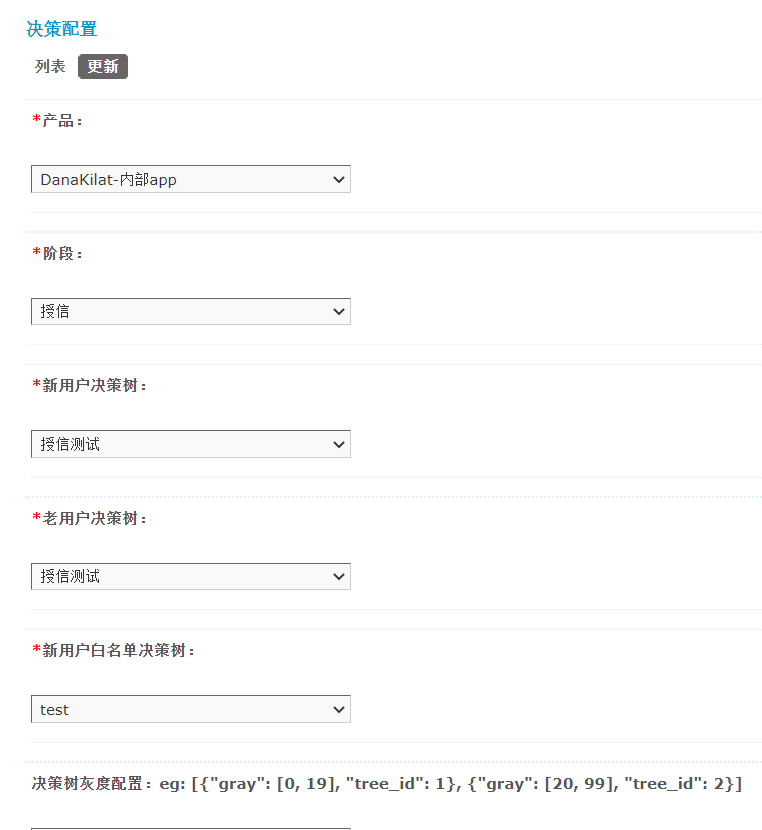 决策配置
列表 更新
*产品：
DanaKilat-内部app
*阶段：
授信
*新用户决策树：
授信测试
*老用户决策树：
授信测试
*新用户白名单决策树：
test
决策树灰度配置：eg: [{"gray": [0, 19], "tree_id": 1}, {"gray": [20, 99], "tree_id": 2}]